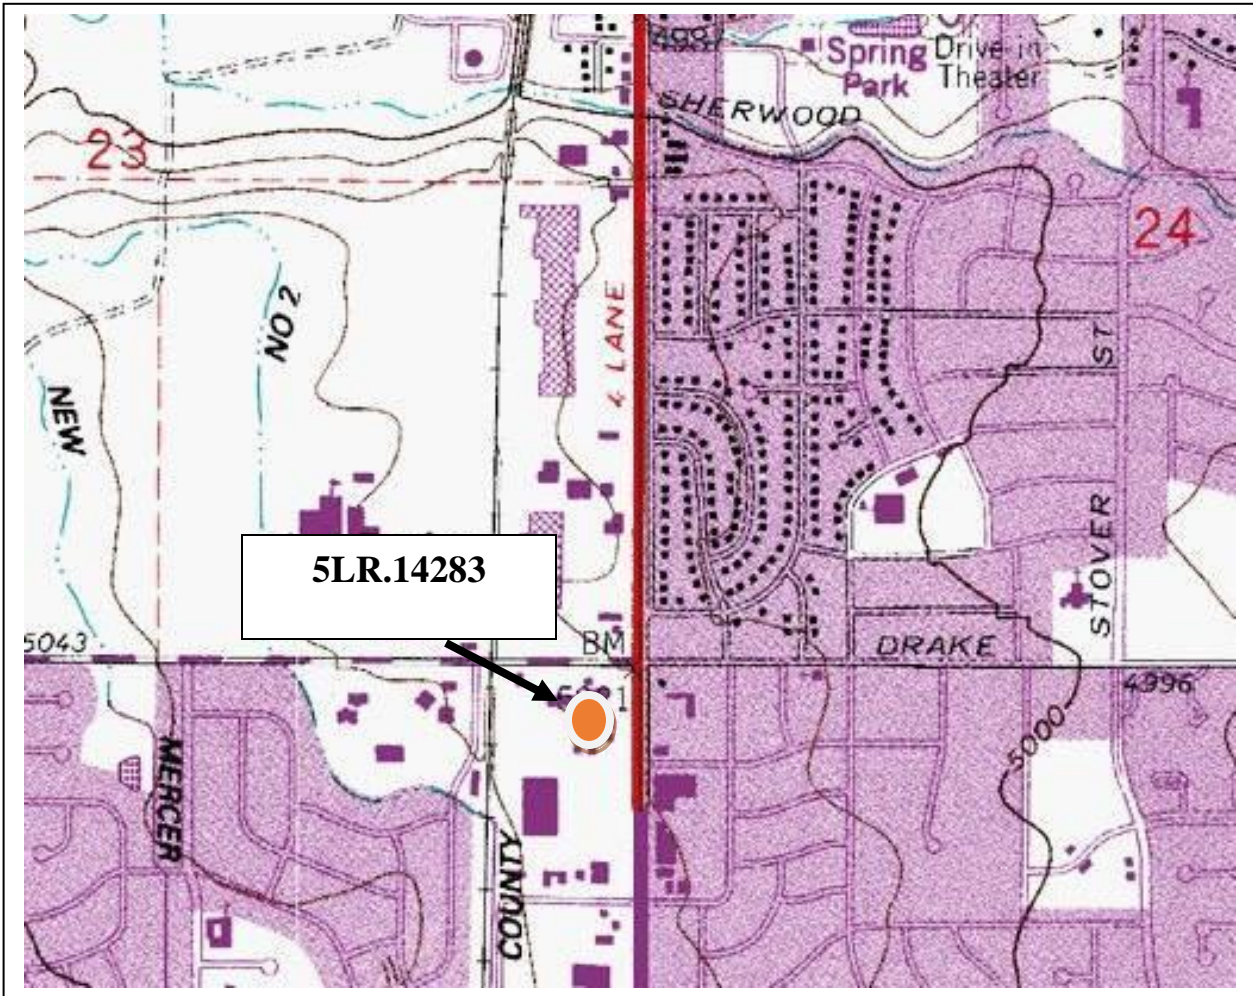 Spring
Park
Drive-in
Theater
SHERWOOD
23
24
NO 2
4 LANE
ST
NEW
STOVER
5LR.14283
5043
BM
DRAKE
4996
5000
MERCER
COUNTY